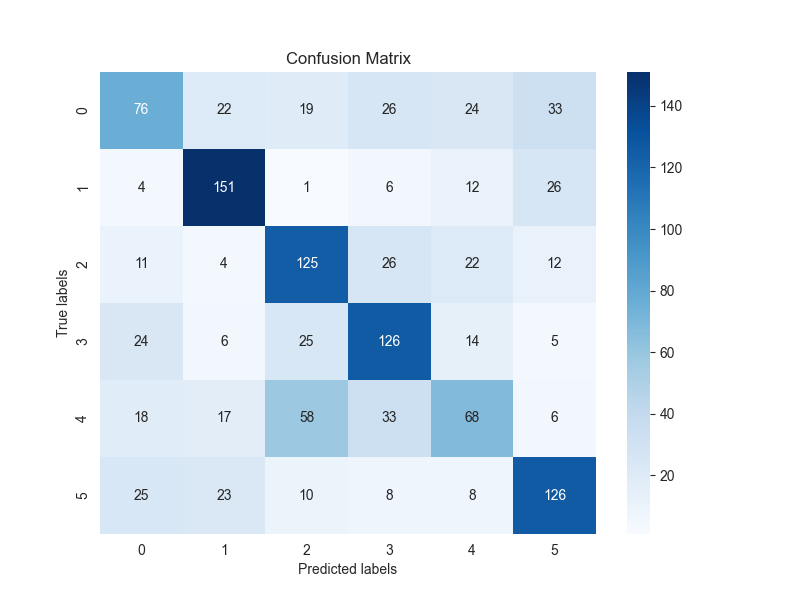 Confusion Matrix
0 76 22 19 26 24 33
1 4 151 1 6 12 26
2 11 4 125 26 22 12
3 24 6 25 126 14 5
4 18 17 58 33 68 6
5 25 23 10 8 8 126
0 1 2 3 4 5
Predicted labels
True labels
140
120
100
80
60
40
20